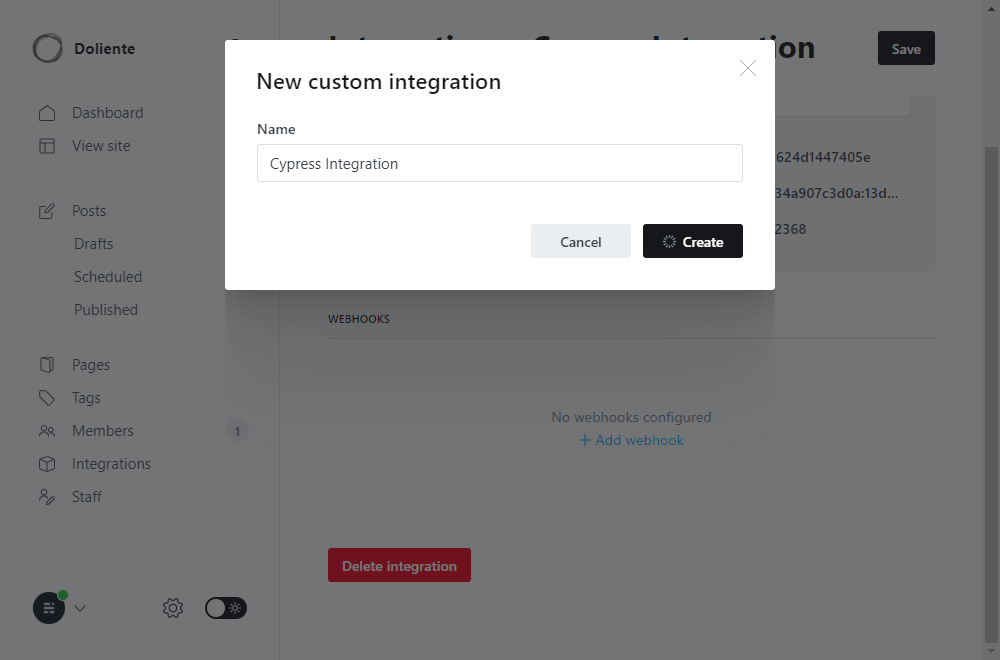 Doliente
Save
New custom integration
Name
Cypress Integration
Cancel
Create
Dashboard
View site
Posts
Drafts
Scheduled
Published
Pages
Tags
Members
1
Integrations
Staff
624d1447405e
34a907c3d0a:13d...
2368
WEBHOOKS
No webhooks configured
+ Add webhook
Delete integration